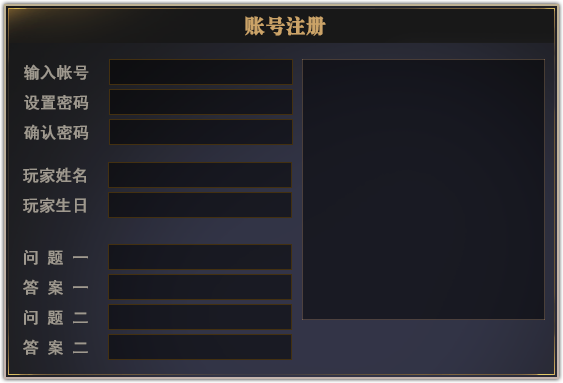 账号注册
输入帐号
设置密码
确认密码
玩家姓名
玩家生日
问 题 一
答 案 一
问 题 二
答 案 二